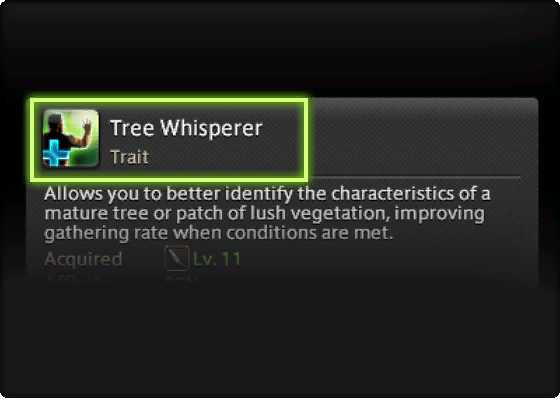 Tree Whisperer
Trait
Allows you to better identify the characteristics of a
mature tree or patch of lush vegetation, improving
gathering rate when conditions are met.
Acquired Lv. 11